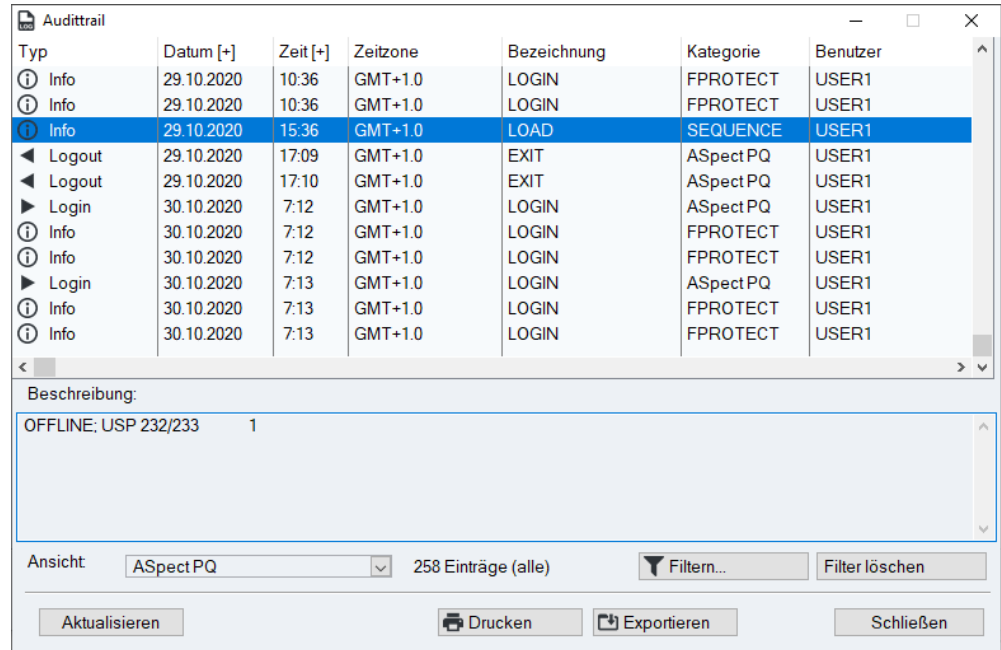 Audittrail
Typ Datum [+] Zeit [+] Zeitzone Bezeichnung Kategorie Benutzer
Info 29.10.2020 10:36 GMT+1.0 LOGIN FPROTECT USER1
Info 29.10.2020 10:36 GMT+1.0 LOGIN FPROTECT USER1
Info 29.10.2020 15:36 GMT+1.0 LOAD SEQUENCE USER1
Logout 29.10.2020 17:09 GMT+1.0 EXIT ASpect PQ USER1
Logout 29.10.2020 17:10 GMT+1.0 EXIT ASpect PQ USER1
Login 30.10.2020 7:12 GMT+1.0 LOGIN ASpect PQ USER1
Info 30.10.2020 7:12 GMT+1.0 LOGIN FPROTECT USER1
Info 30.10.2020 7:12 GMT+1.0 LOGIN FPROTECT USER1
Login 30.10.2020 7:13 GMT+1.0 LOGIN ASpect PQ USER1
Info 30.10.2020 7:13 GMT+1.0 LOGIN FPROTECT USER1
Info 30.10.2020 7:13 GMT+1.0 LOGIN FPROTECT USER1
Beschreibung:
OFFLINE; USP 232/233 1
Ansicht: ASpect PQ 258 Einträge (alle) Filtern... Filter löschen
Aktualisieren Drucken Exportieren Schließen